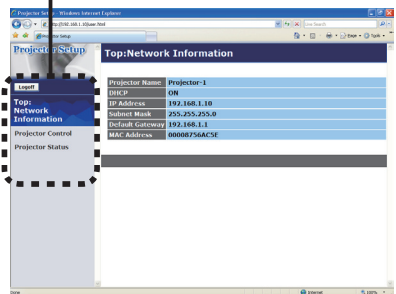 Projector Setup - Windows Internet Explorer
Live Search
Projector Setup
Page
Tools
Projector Setup
Top:Network Information
Logoff
Top:
Network
Information
Projector Control
Projector Status
Projector Name Projector-1
DHCP ON
IP Address 192.168.1.10
Subnet Mask 255.255.255.0
Default Gateway 192.168.1.1
MAC Address 00008756AC5E
Done
Internet
100%